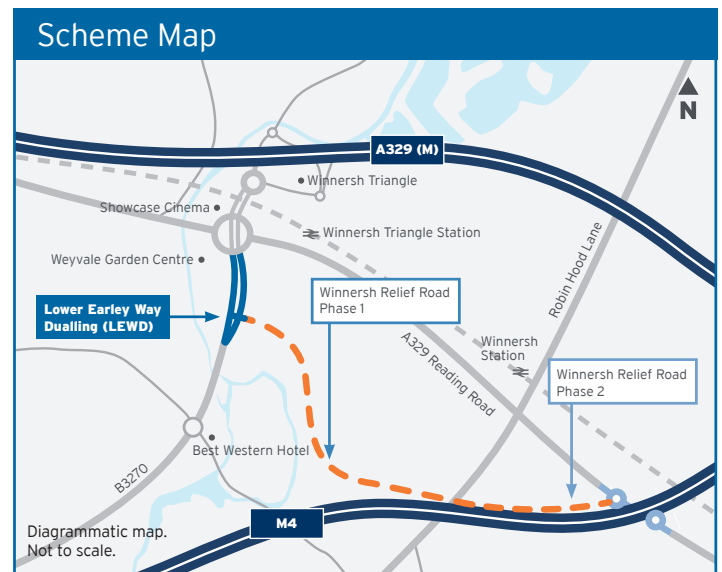 Scheme Map
N
A329 (M)
Winnersh Triangle
Showcase Cinema
Winnersh Triangle Station
Weyvale Garden Centre
Robin Hood Lane
Lower Earley Way
Dualling (LEWD)
Winnersh Relief Road
Phase 1
A329 Reading Road
Winnersh
Station
Winnersh Relief Road
Phase 2
Best Western Hotel
B3270
M4
Diagrammatic map.
Not to scale.